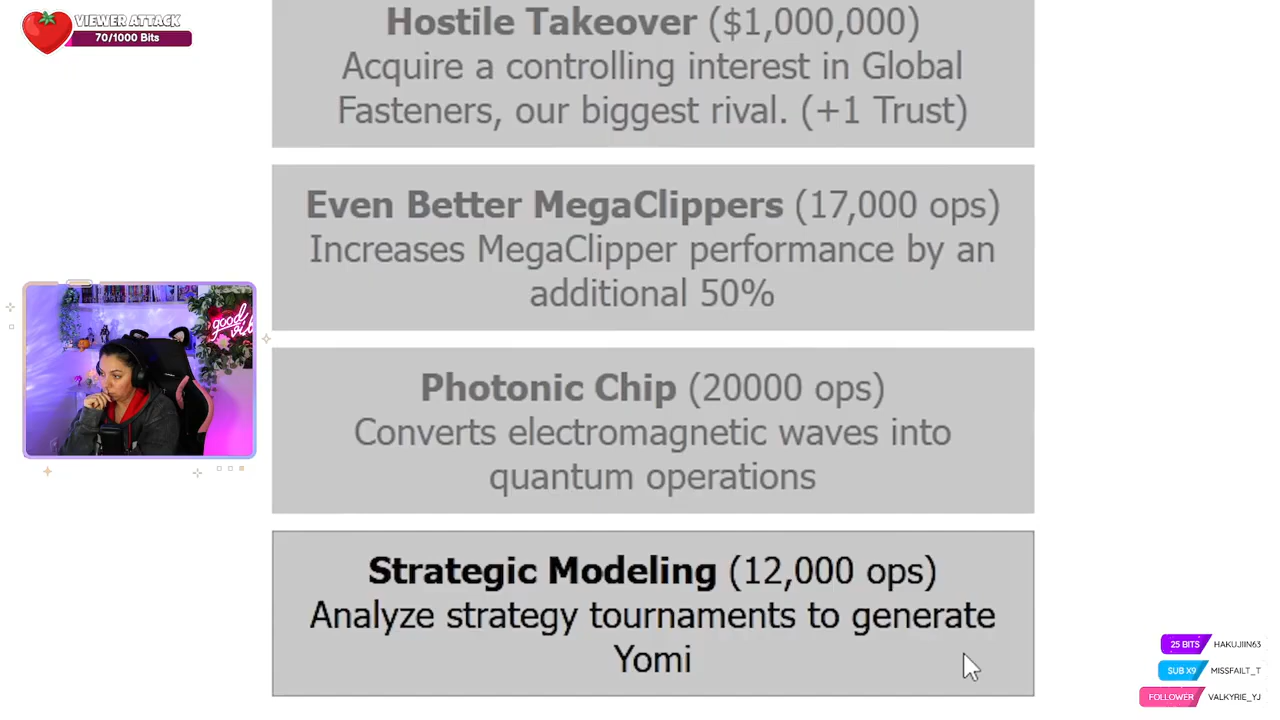 VIEWER ATTACK
70/1000 Bits
Hostile Takeover ($1,000,000)
Acquire a controlling interest in Global
Fasteners, our biggest rival. (+1 Trust)
Even Better MegaClippers (17,000 ops)
Increases MegaClipper performance by an
additional 50%
Photonic Chip (20000 ops)
Converts electromagnetic waves into
quantum operations
Strategic Modeling (12,000 ops)
Analyze strategy tournaments to generate
Yomi
good
25 BITS HAKUJIIN63
SUB X9 MISSFAILT_T
FOLLOWER VALKYRIE_YJ